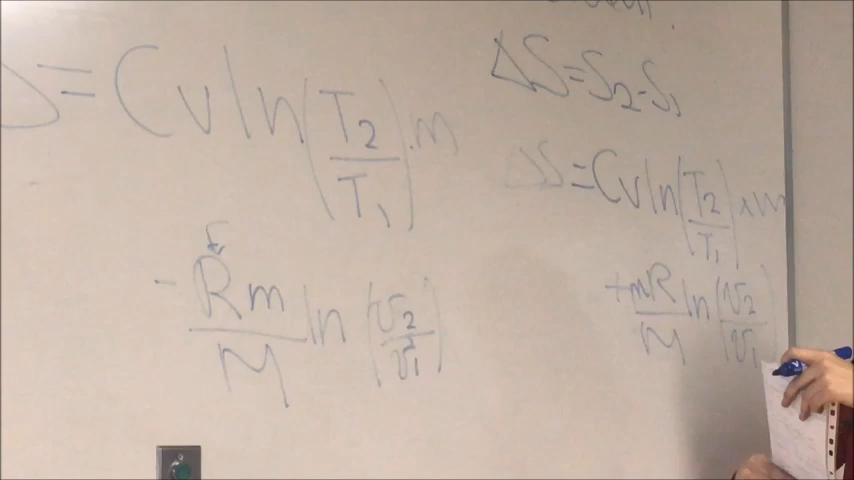 S = Cv ln(T2/T1).m
- Rm/M ln(v2/v1)
ΔS = S2 - S1
ΔS = Cv ln(T2/T1) x m
+ mR/M ln(v2/v1)